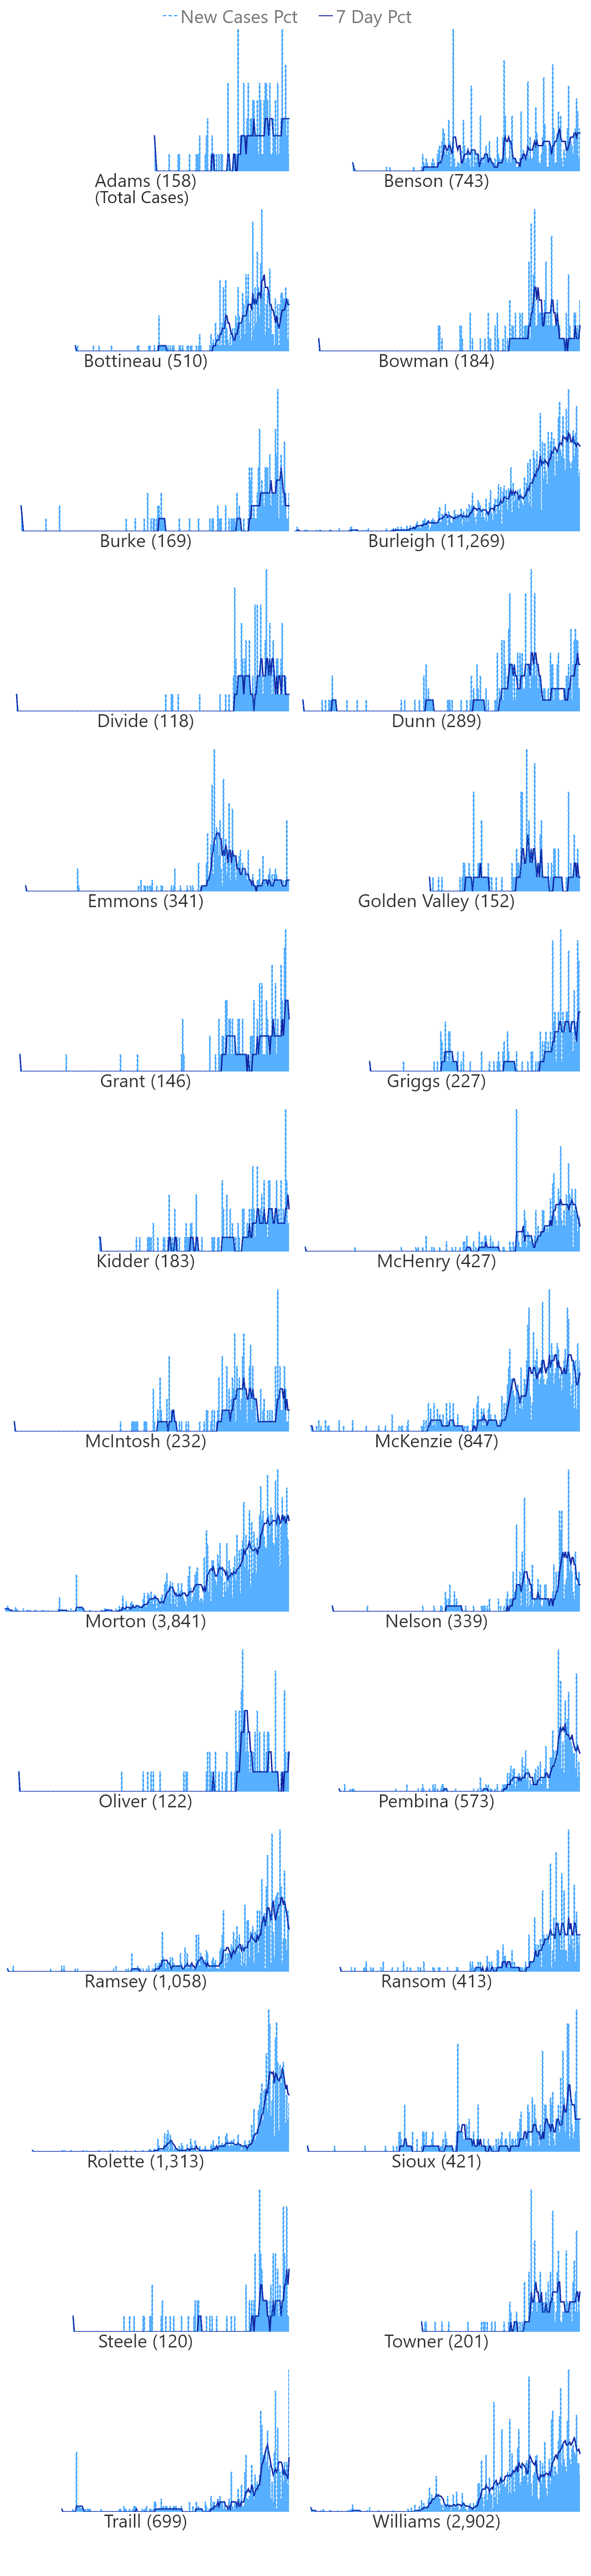 New Cases Pct 7 Day Pct
Adams (158)
(Total Cases)
Benson (743)
Bottineau (510)
Bowman (184)
Burke (169)
Burleigh (11,269)
Divide (118)
Dunn (289)
Emmons (341)
Golden Valley (152)
Grant (146)
Griggs (227)
Kidder (183)
McHenry (427)
McIntosh (232)
McKenzie (847)
Morton (3,841)
Nelson (339)
Oliver (122)
Pembina (573)
Ramsey (1,058)
Ransom (413)
Rolette (1,313)
Sioux (421)
Steele (120)
Towner (201)
Traill (699)
Williams (2,902)